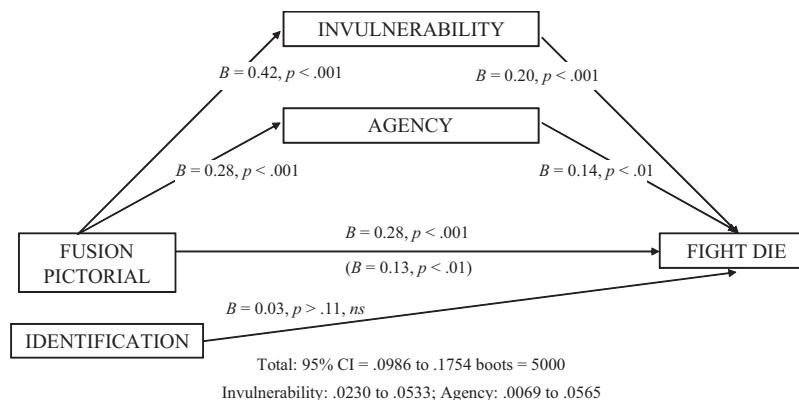 INVULNERABILITY
B = 0.42, p < .001
B = 0.20, p < .001
AGENCY
B = 0.28, p < .001
B = 0.14, p < .01
B = 0.28, p < .001
FUSION
PICTORIAL
FIGHT DIE
(B = 0.13, p < .01)
B = 0.03, p > .11, ns
IDENTIFICATION
Total: 95% CI = .0986 to .1754 boots = 5000
Invulnerability: .0230 to .0533; Agency: .0069 to .0565